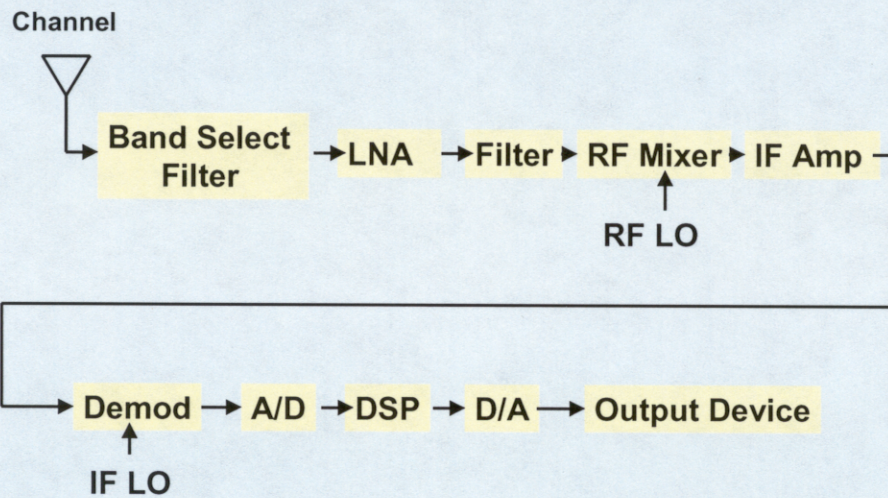 Channel
Band Select
Filter
LNA
Filter
RF Mixer
IF Amp
RF LO
Demod
A/D
DSP
D/A
Output Device
IF LO